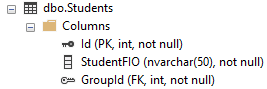 dbo.Students
Columns
Id (PK, int, not null)
StudentFIO (nvarchar(50), not null)
GroupId (FK, int, not null)